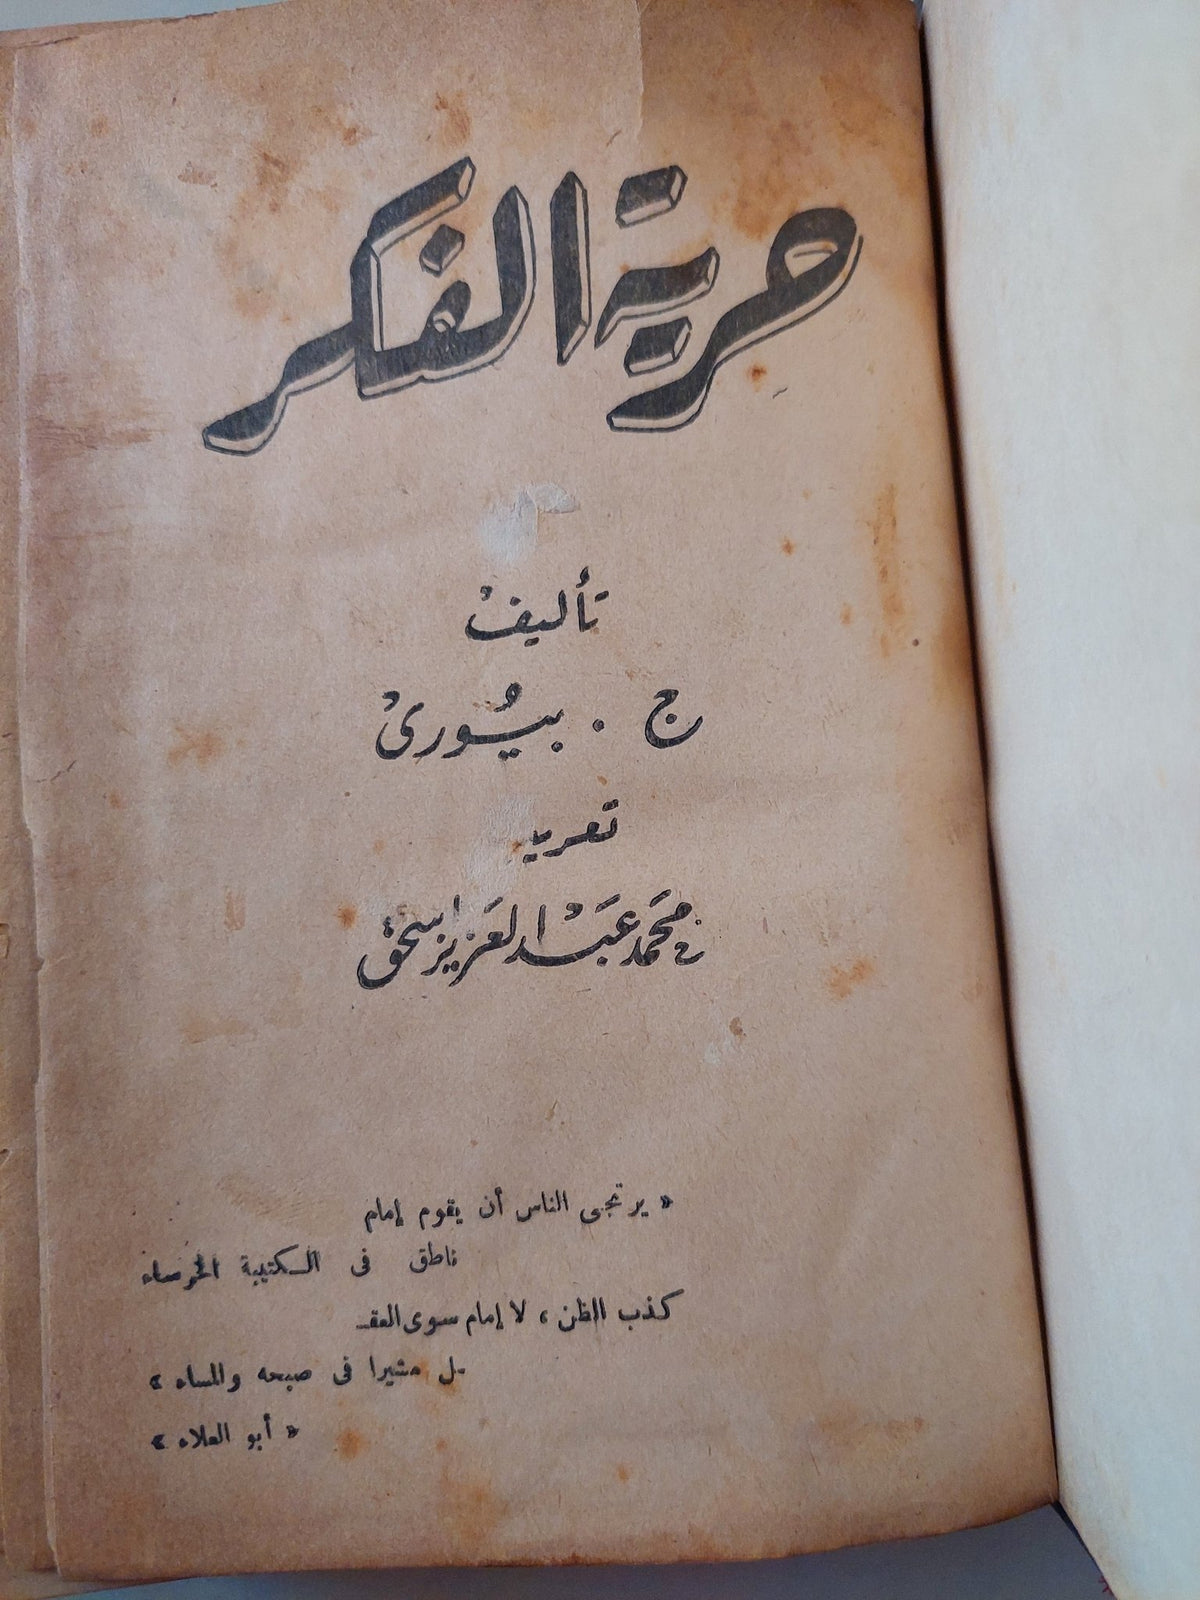 حرية الفكر
تأليف
ج . بيورى
تعريب
محمد عبد العزيز اسحق
« يرتجى الناس أن يقوم إمام
ناطق فى الكتيبة الخرساء
كذب الظن ، لا إمام سوى العقـ
ـل مشيرا فى صبحه والمساء »
« أبو العلاء »